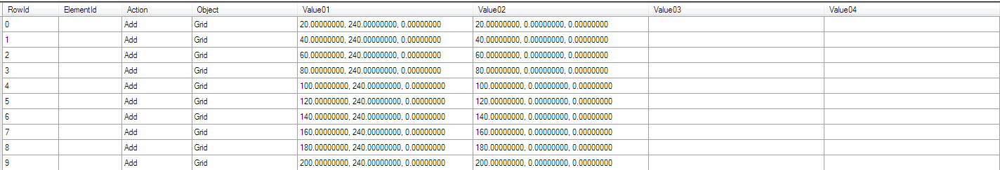 RowId ElementId Action Object Value01 Value02 Value03 Value04
0 Add Grid 20.00000000, 240.00000000, 0.00000000 20.00000000, 0.00000000, 0.00000000
1 Add Grid 40.00000000, 240.00000000, 0.00000000 40.00000000, 0.00000000, 0.00000000
2 Add Grid 60.00000000, 240.00000000, 0.00000000 60.00000000, 0.00000000, 0.00000000
3 Add Grid 80.00000000, 240.00000000, 0.00000000 80.00000000, 0.00000000, 0.00000000
4 Add Grid 100.00000000, 240.00000000, 0.00000000 100.00000000, 0.00000000, 0.00000000
5 Add Grid 120.00000000, 240.00000000, 0.00000000 120.00000000, 0.00000000, 0.00000000
6 Add Grid 140.00000000, 240.00000000, 0.00000000 140.00000000, 0.00000000, 0.00000000
7 Add Grid 160.00000000, 240.00000000, 0.00000000 160.00000000, 0.00000000, 0.00000000
8 Add Grid 180.00000000, 240.00000000, 0.00000000 180.00000000, 0.00000000, 0.00000000
9 Add Grid 200.00000000, 240.00000000, 0.00000000 200.00000000, 0.00000000, 0.00000000